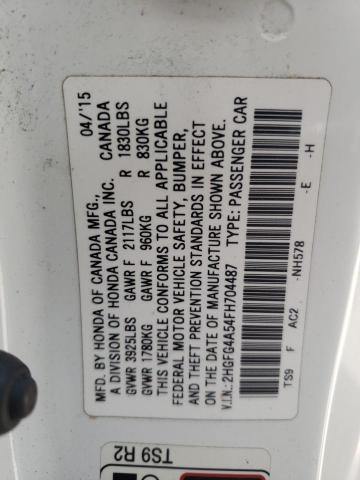 MFD. BY HONDA OF CANADA MFG., 04/'15
A DIVISION OF HONDA CANADA INC. CANADA
GVWR 3925LBS GAWR F 2117LBS R 1830LBS
GVWR 1780KG GAWR F 960KG R 830KG
THIS VEHICLE CONFORMS TO ALL APPLICABLE
FEDERAL MOTOR VEHICLE SAFETY, BUMPER,
AND THEFT PREVENTION STANDARDS IN EFFECT
ON THE DATE OF MANUFACTURE SHOWN ABOVE.
V.I.N.: 2HGFG4A54FH704487 TYPE: PASSENGER CAR
TS9 F AC2 -NH578 -E -H
TS9 R2